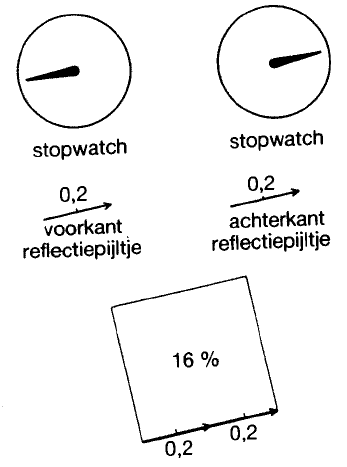 stopwatch
stopwatch
0,2
0,2
voorkant
reflectiepijltje
achterkant
reflectiepijltje
16 %
0,2
0,2